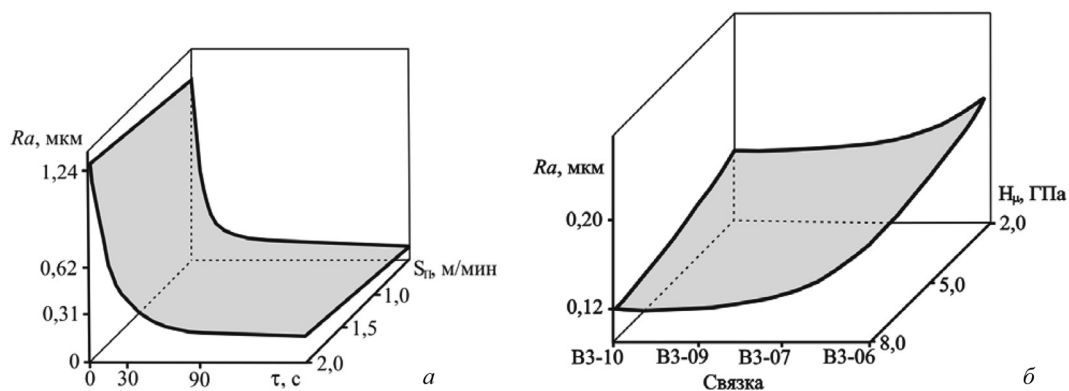 Ra, мкм
1,24
0,62
0,31
0
0 30 90 τ, с
Sп, м/мин
1,0
1,5
2,0
а
Ra, мкм
0,20
0,12
В3-10 В3-09 В3-07 В3-06
Связка
Hμ, ГПа
2,0
5,0
8,0
б